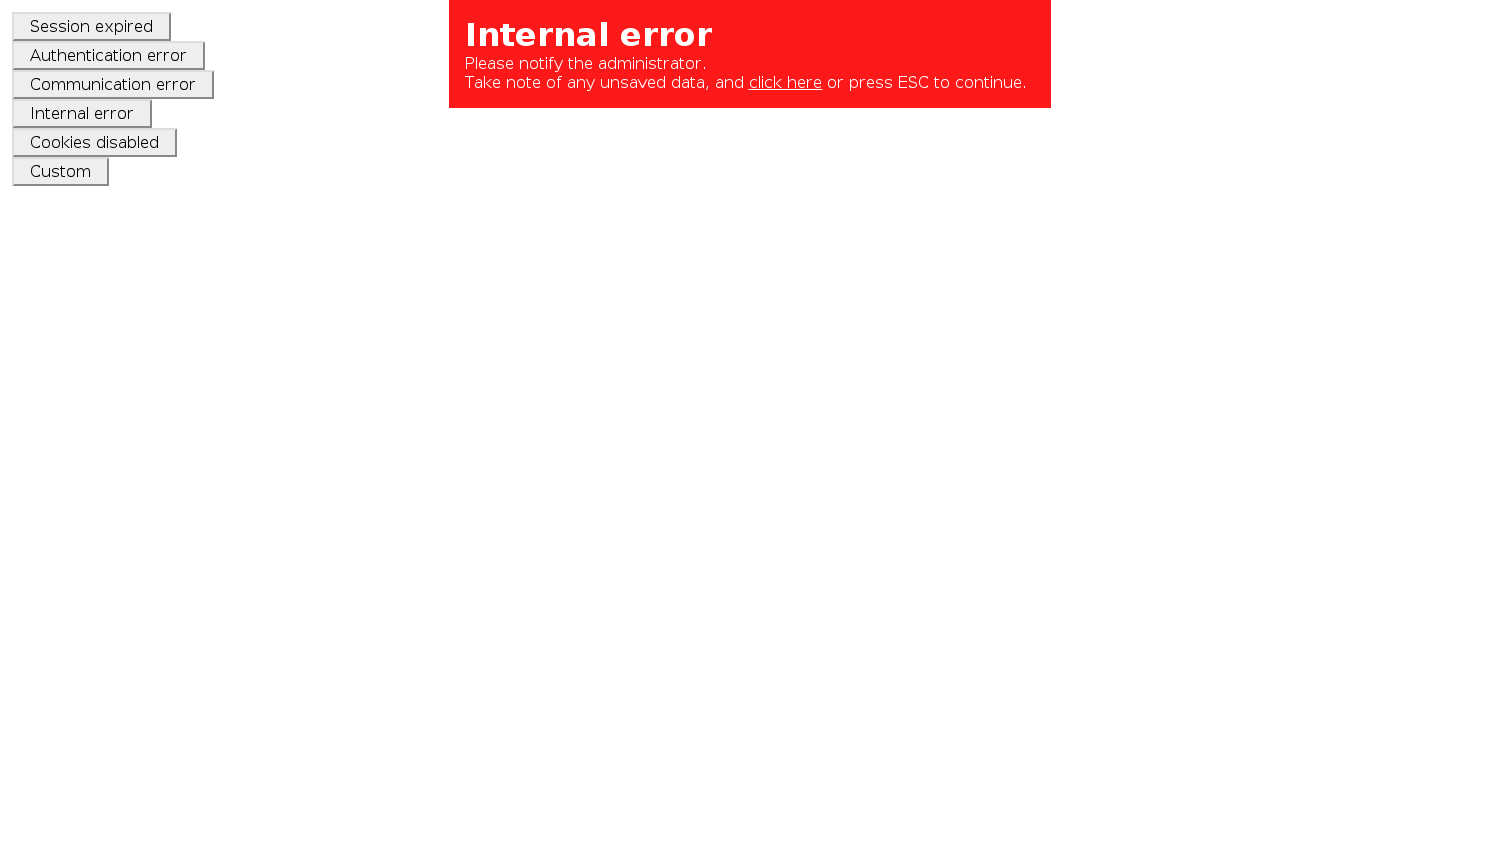 Session expired
Authentication error
Communication error
Internal error
Cookies disabled
Custom
Internal error
Please notify the administrator.
Take note of any unsaved data, and click here or press ESC to continue.